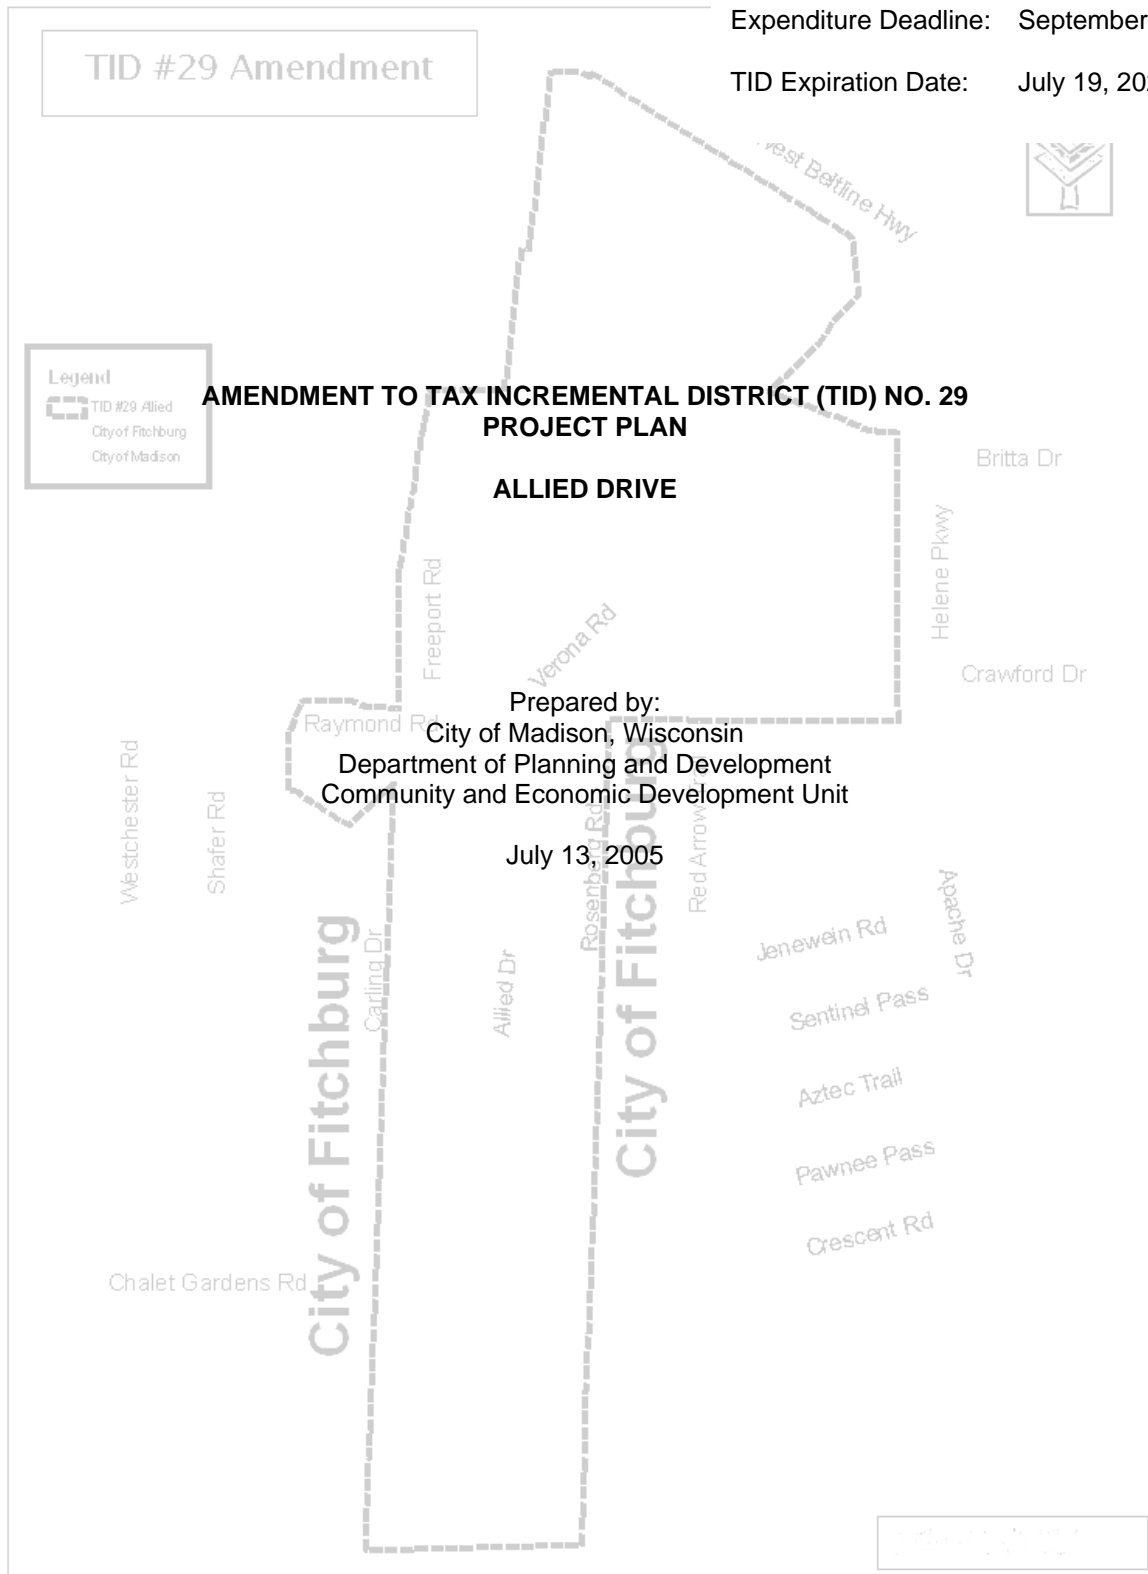 Expenditure Deadline: September
TID #29 Amendment
TID Expiration Date: July 19, 20
West Beltline Hwy
Legend
TID #29 Allied
City of Fitchburg
City of Madison
AMENDMENT TO TAX INCREMENTAL DISTRICT (TID) NO. 29
PROJECT PLAN
ALLIED DRIVE
Britta Dr
Helene Pkwy
Freeport Rd
Verona Rd
Crawford Dr
Prepared by:
Raymond Rd
City of Madison, Wisconsin
Department of Planning and Development
Community and Economic Development Unit
July 13, 2005
Westchester Rd
Shafer Rd
Rosenberg Rd
City of Fitchburg
Red Arrow Trail
Apache Dr
Jenewein Rd
City of Fitchburg
Carling Dr
Allied Dr
Sentinel Pass
Aztec Trail
Pawnee Pass
Crescent Rd
Chalet Gardens Rd